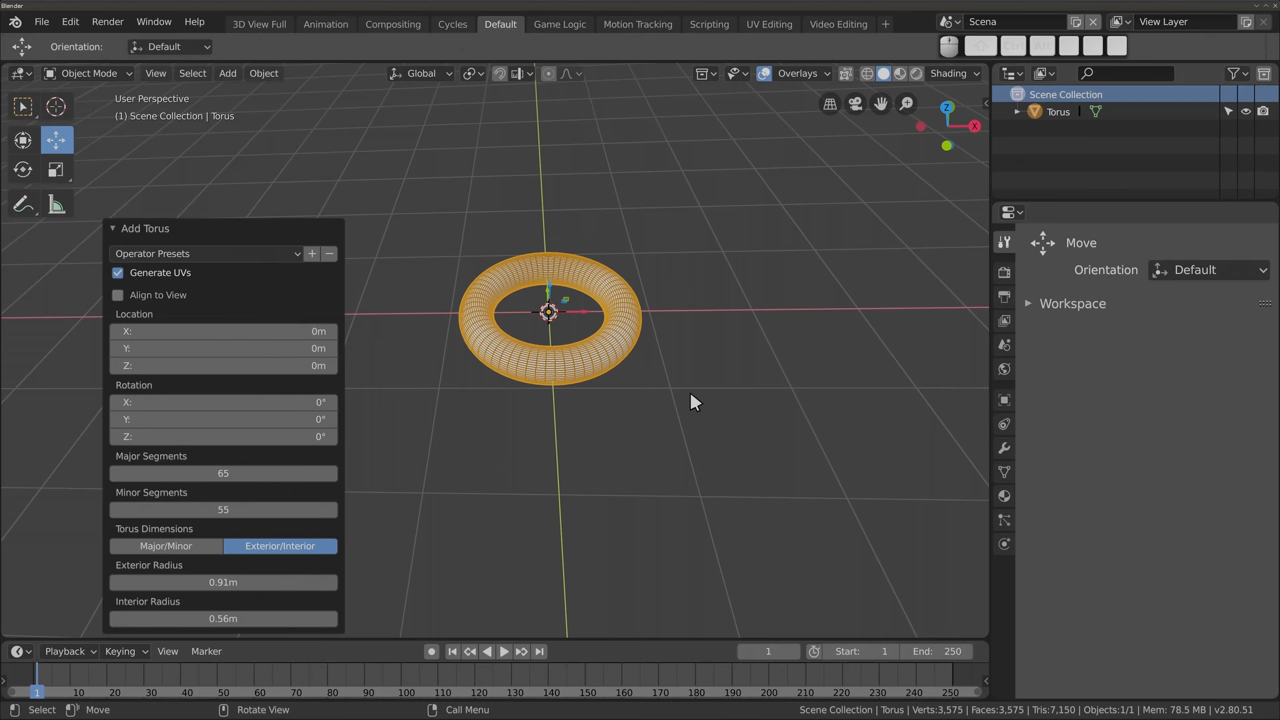 Blender
File Edit Render Window Help
3D View Full Animation Compositing Cycles Default Game Logic Motion Tracking Scripting UV Editing Video Editing +
Scena
View Layer
Orientation: Default
Ctrl Alt
Object Mode View Select Add Object
Global
Overlays
Shading
User Perspective
(1) Scene Collection | Torus
Z
X
Scene Collection
Torus
Move
Orientation Default
Workspace
Add Torus
Operator Presets
Generate UVs
Align to View
Location
X: 0m
Y: 0m
Z: 0m
Rotation
X: 0°
Y: 0°
Z: 0°
Major Segments
65
Minor Segments
55
Torus Dimensions
Major/Minor Exterior/Interior
Exterior Radius
0.91m
Interior Radius
0.56m
Playback Keying View Marker
1
Start: 1
End: 250
1 10 20 30 40 50 60 70 80 90 100 110 120 130 140 150 160 170 180 190 200 210 220 230 240 250
Select Move Rotate View Call Menu
Scene Collection | Torus | Verts:3,575 | Faces:3,575 | Tris:7,150 | Objects:1/1 | Mem: 78.5 MB | v2.80.51